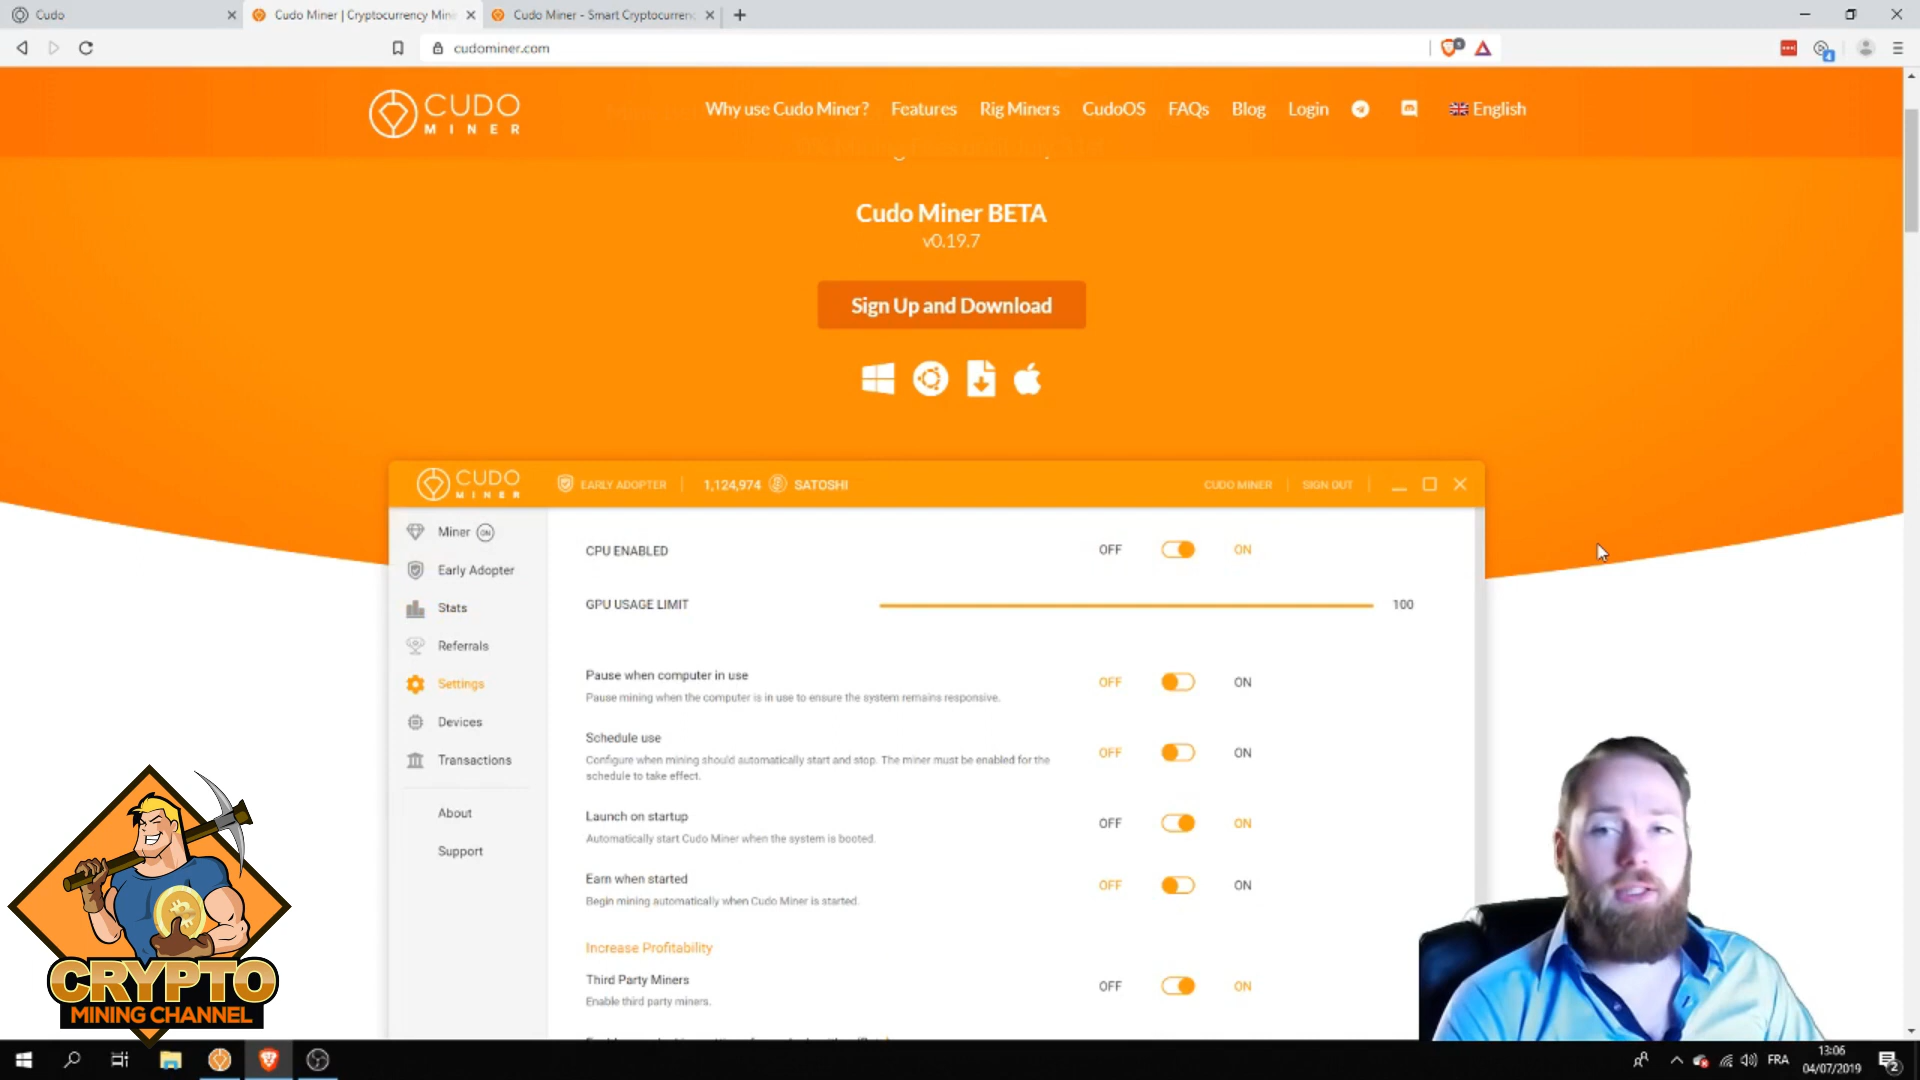 Cudo
Cudo Miner | Cryptocurrency Mini
Cudo Miner - Smart Cryptocurrenc
cudominer.com
CUDO
MINER
Why use Cudo Miner?
Features
Rig Miners
CudoOS
FAQs
Blog
Login
English
Cudo Miner BETA
v0.19.7
Sign Up and Download
CUDO
MINER
EARLY ADOPTER
1,124,974
SATOSHI
CUDO MINER
SIGN OUT
Miner
ON
Early Adopter
Stats
Referrals
Settings
Devices
Transactions
About
Support
CPU ENABLED
OFF
ON
GPU USAGE LIMIT
100
Pause when computer in use
Pause mining when the computer is in use to ensure the system remains responsive.
OFF
ON
Schedule use
Configure when mining should automatically start and stop. The miner must be enabled for the
schedule to take effect.
OFF
ON
Launch on startup
Automatically start Cudo Miner when the system is booted.
OFF
ON
Earn when started
Begin mining automatically when Cudo Miner is started.
OFF
ON
Increase Profitability
Third Party Miners
Enable third party miners.
OFF
ON
CRYPTO
MINING CHANNEL
FRA
13:06
04/07/2019
2